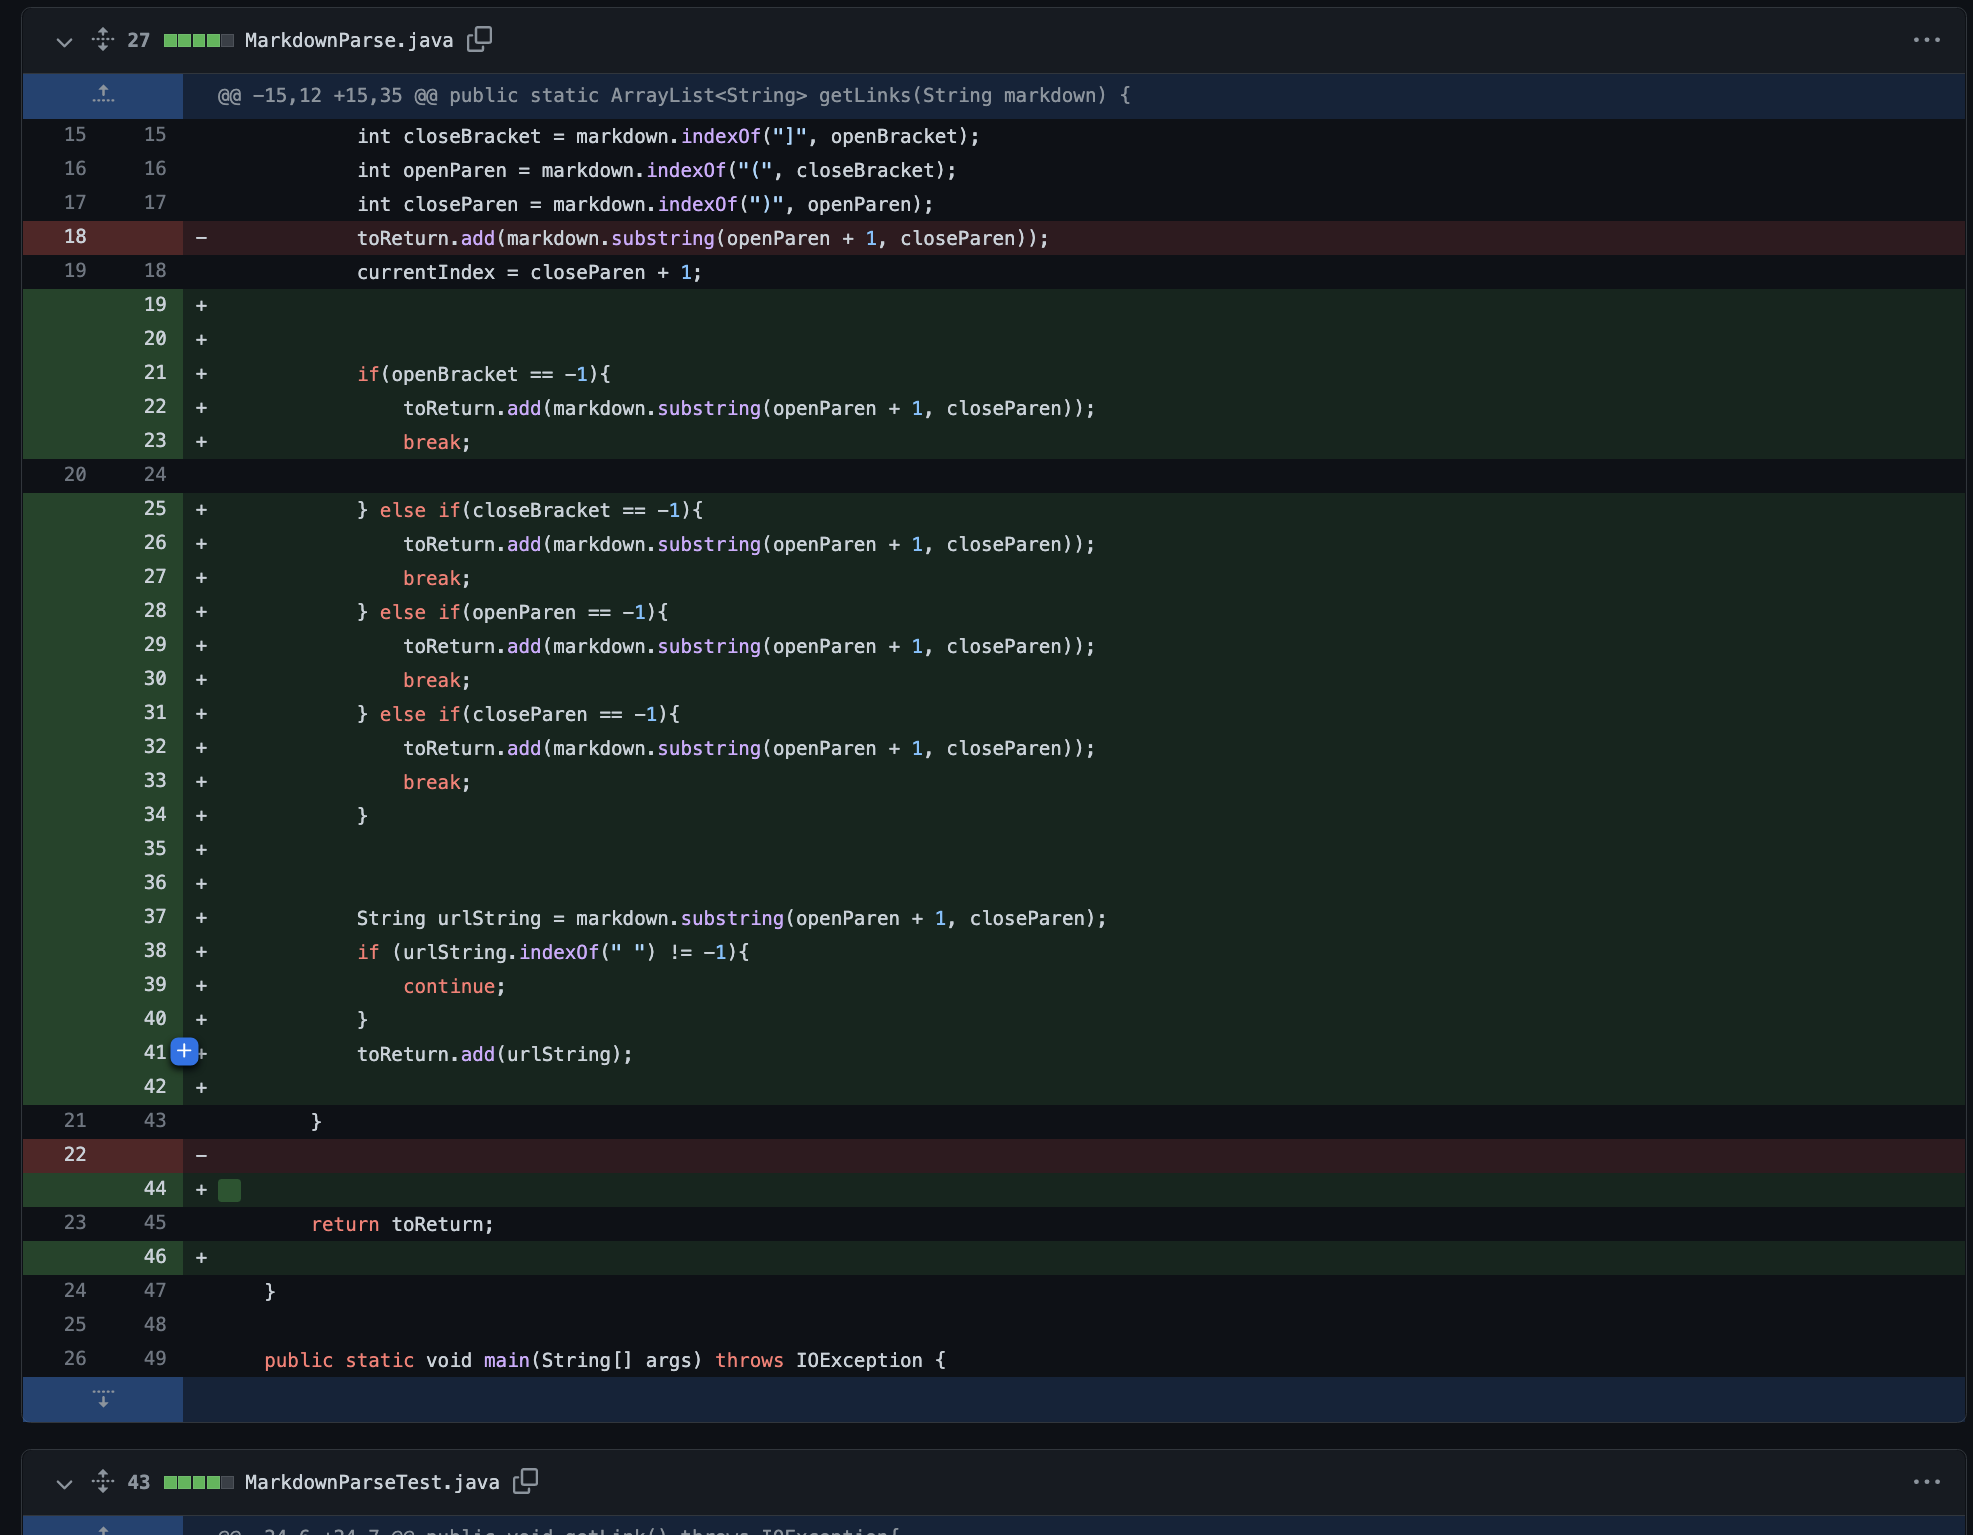 27 MarkdownParse.java
@@ -15,12 +15,35 @@ public static ArrayList<String> getLinks(String markdown) {
15 15 int closeBracket = markdown.indexOf("]", openBracket);
16 16 int openParen = markdown.indexOf("(", closeBracket);
17 17 int closeParen = markdown.indexOf(")", openParen);
18 - toReturn.add(markdown.substring(openParen + 1, closeParen));
19 18 currentIndex = closeParen + 1;
19 +
20 +
21 + if(openBracket == -1){
22 + toReturn.add(markdown.substring(openParen + 1, closeParen));
23 + break;
20 24
25 + } else if(closeBracket == -1){
26 + toReturn.add(markdown.substring(openParen + 1, closeParen));
27 + break;
28 + } else if(openParen == -1){
29 + toReturn.add(markdown.substring(openParen + 1, closeParen));
30 + break;
31 + } else if(closeParen == -1){
32 + toReturn.add(markdown.substring(openParen + 1, closeParen));
33 + break;
34 + }
35 +
36 +
37 + String urlString = markdown.substring(openParen + 1, closeParen);
38 + if (urlString.indexOf(" ") != -1){
39 + continue;
40 + }
41 + toReturn.add(urlString);
42 +
21 43 }
22 -
44 +
23 45 return toReturn;
46 +
24 47 }
25 48
26 49 public static void main(String[] args) throws IOException {
43 MarkdownParseTest.java
@@ -24,6 +24,7 @@ public void getLink() throws IOException{